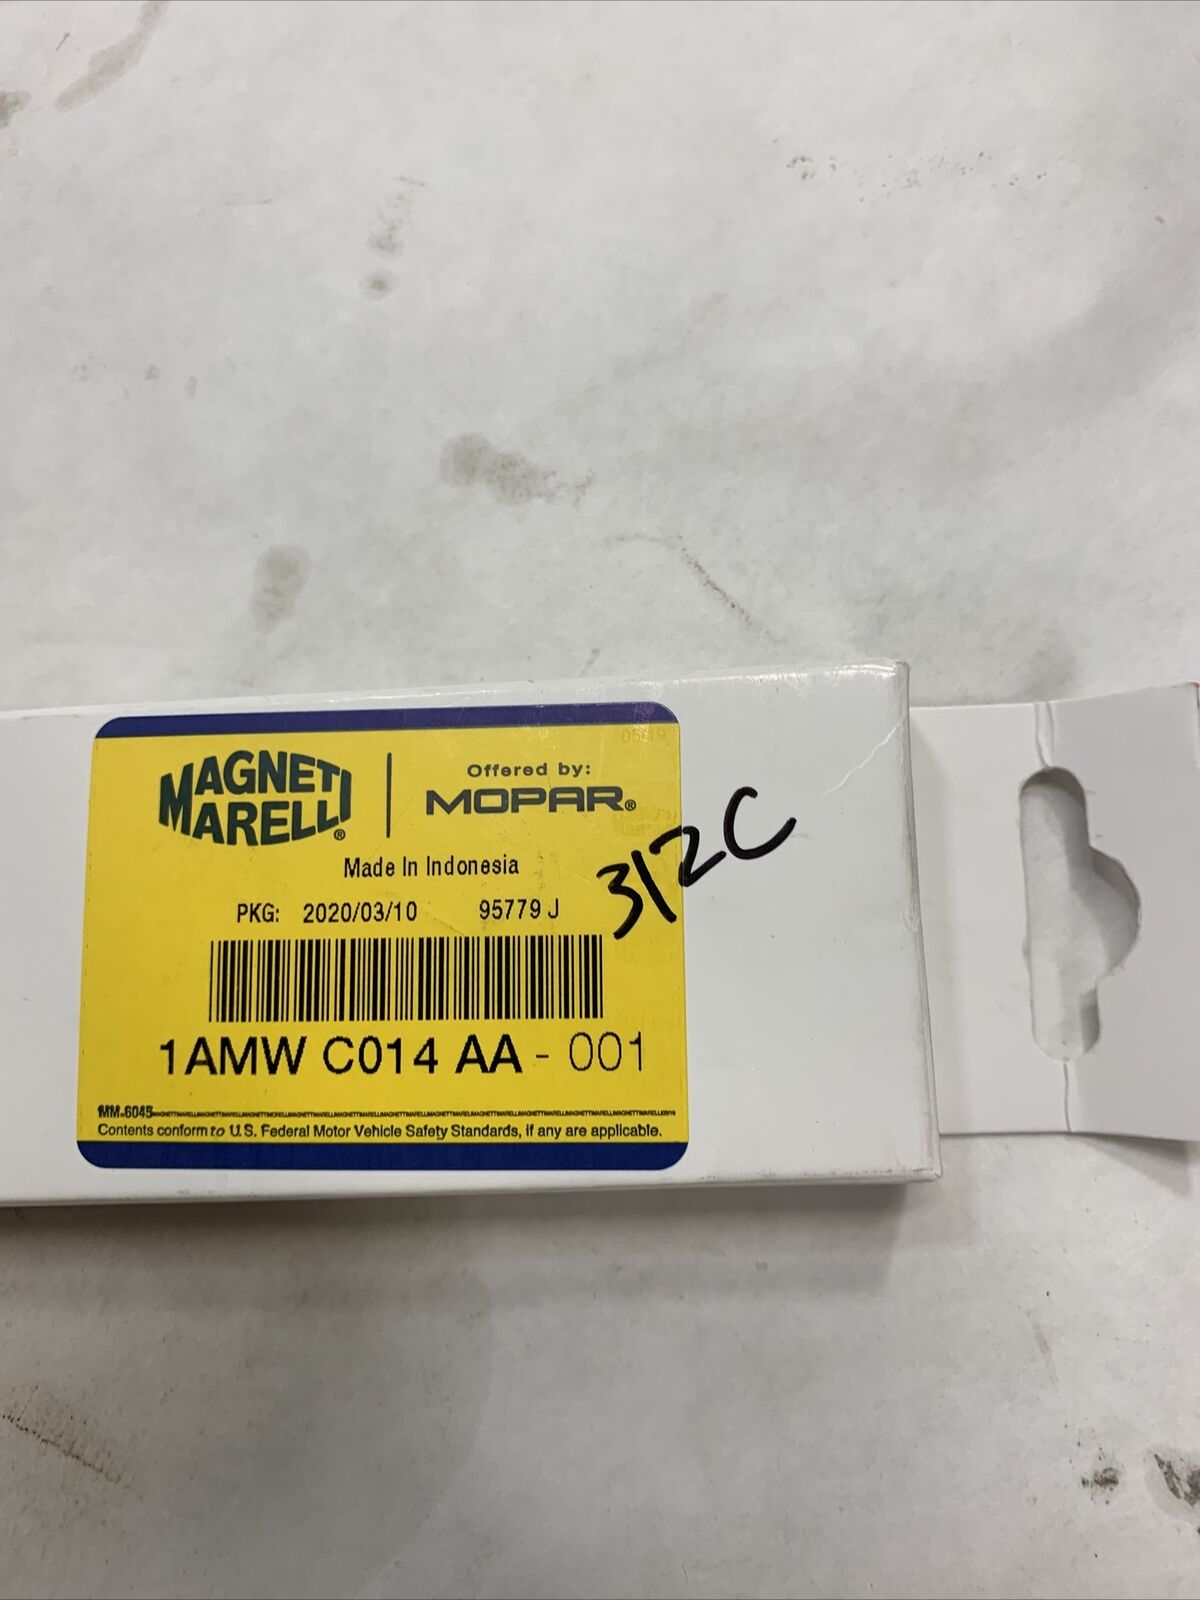 MAGNETI
MARELLI®
Offered by:
MOPAR®
Made In Indonesia
312C
PKG: 2020/03/10 95779 J
1AMW C014 AA - 001
MM-6045
Contents conform to U.S. Federal Motor Vehicle Safety Standards, if any are applicable.